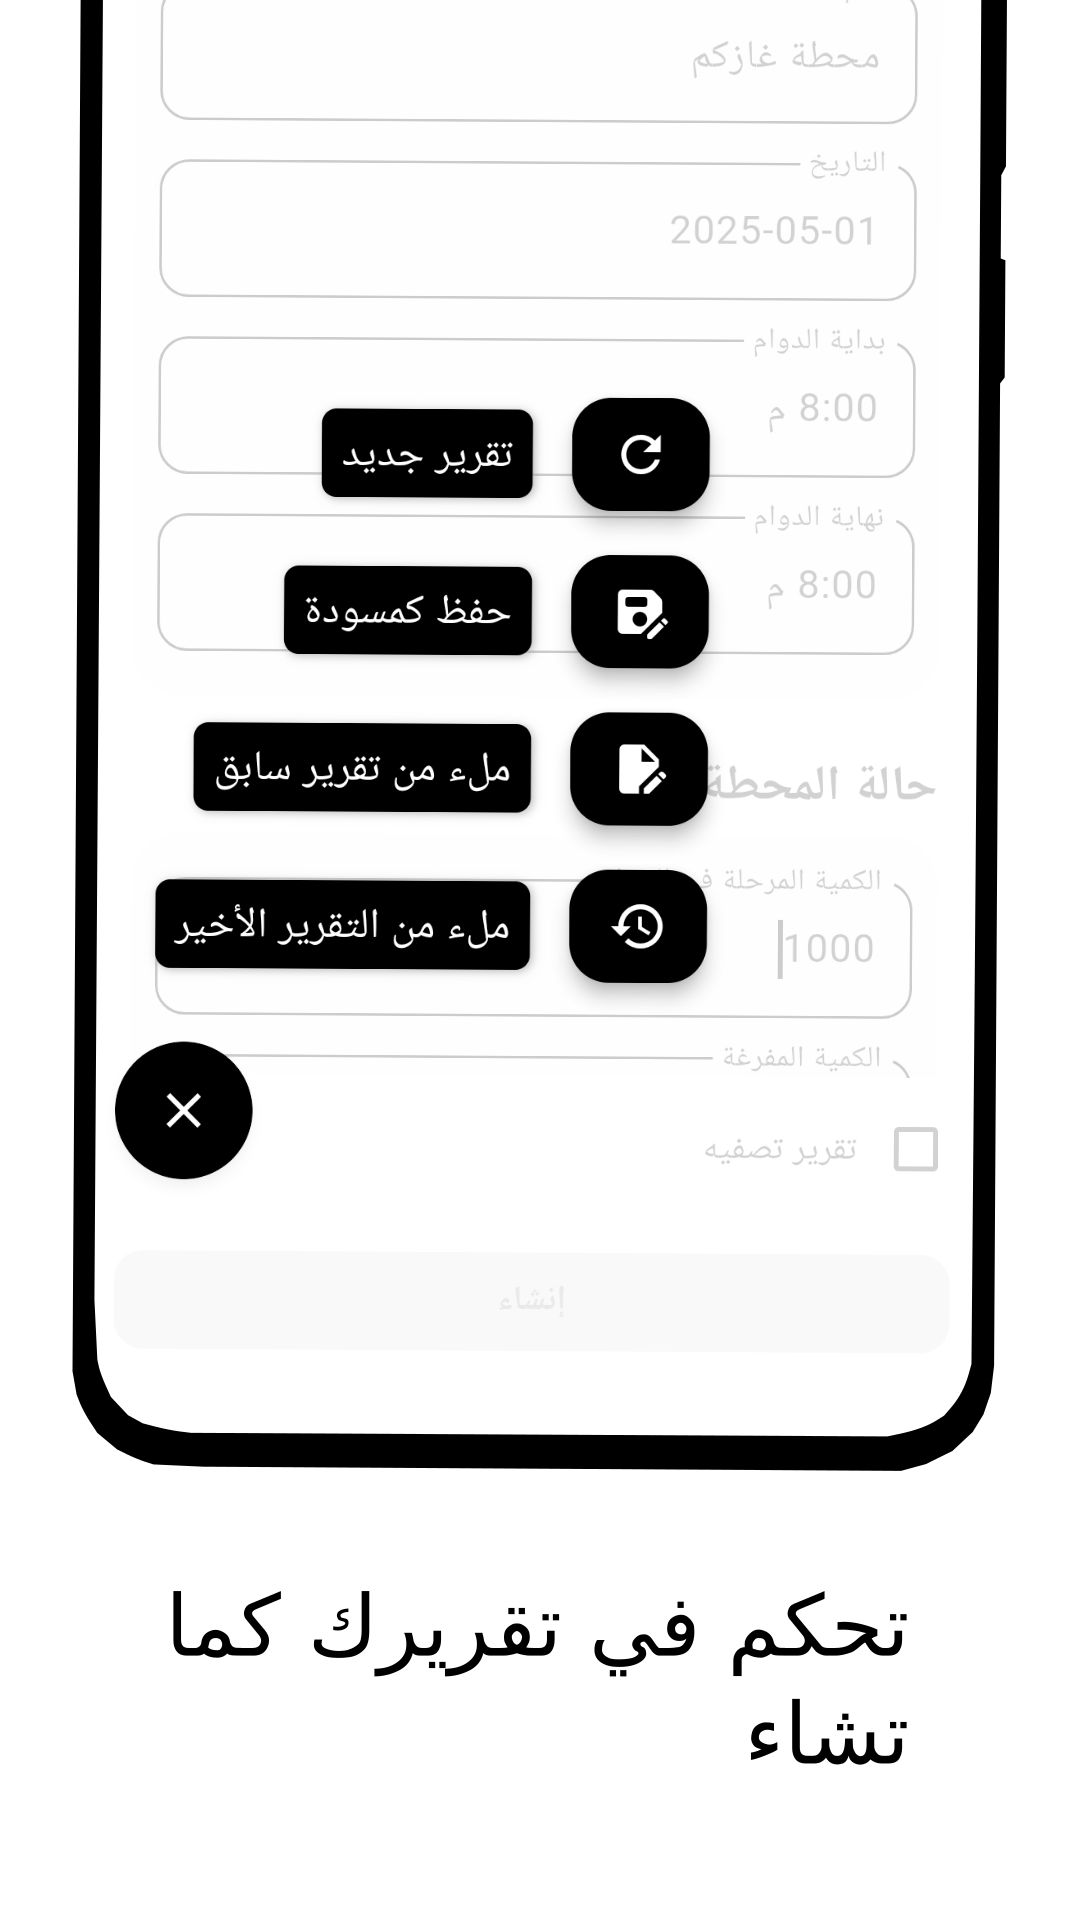 محطة غازكم
التاريخ
2025-05-01
بداية الدوام
8:00 م
تقرير جديد
نهاية الدوام
8:00 م
حفظ كمسودة
حالة المحطة
ملء من تقرير سابق
الكمية المرحلة
1000
ملء من التقرير الأخير
الكمية المفرغة
تقرير تصفيه
إنشاء
تحكم في تقريرك كما
تشاء